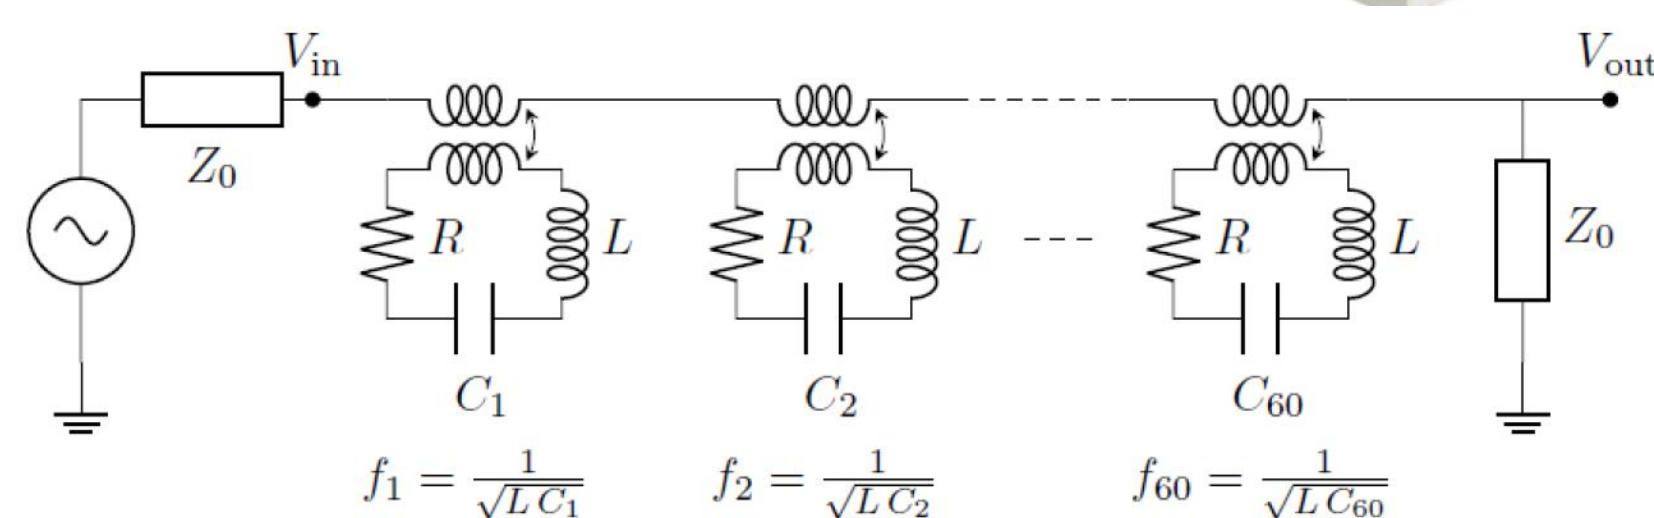 V_in
V_out
Z_0
R
L
R
L
R
L
Z_0
C_1
C_2
C_60
f_1 = 1/√(L C_1)
f_2 = 1/√(L C_2)
f_60 = 1/√(L C_60)